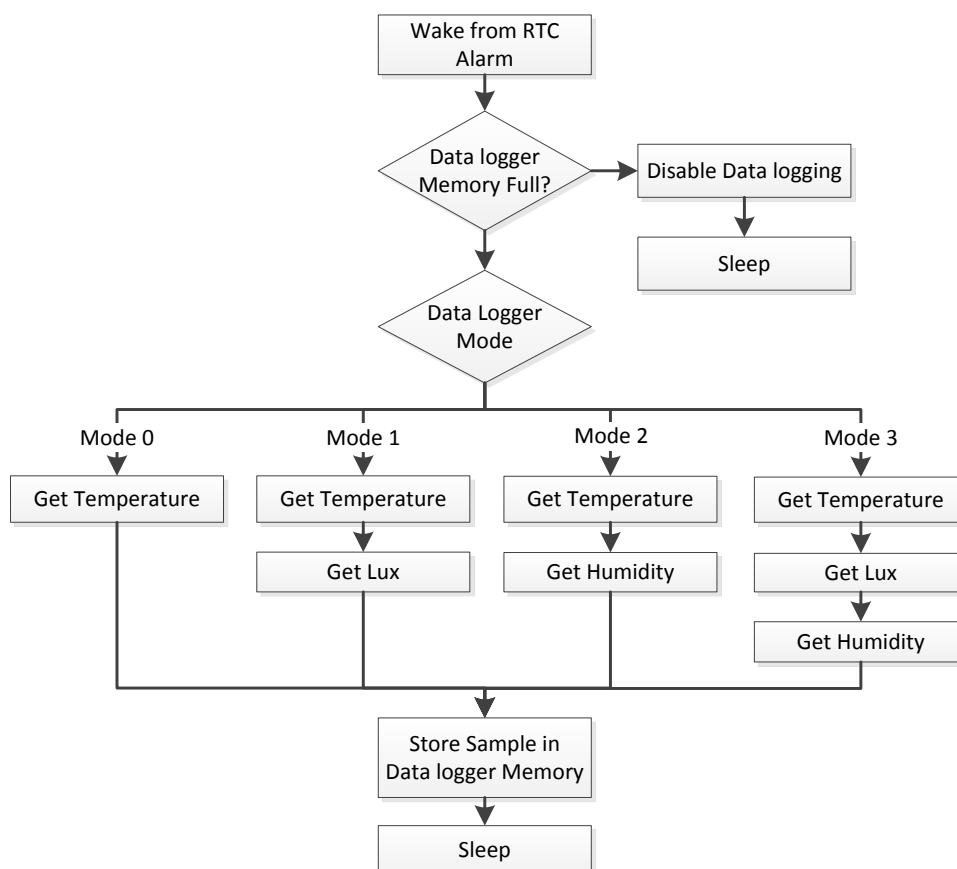 Wake from RTC
Alarm
Data logger
Memory Full?
Disable Data logging
Sleep
Data Logger
Mode
Mode 0
Mode 1
Mode 2
Mode 3
Get Temperature
Get Temperature
Get Temperature
Get Temperature
Get Lux
Get Humidity
Get Lux
Get Humidity
Store Sample in
Data logger Memory
Sleep